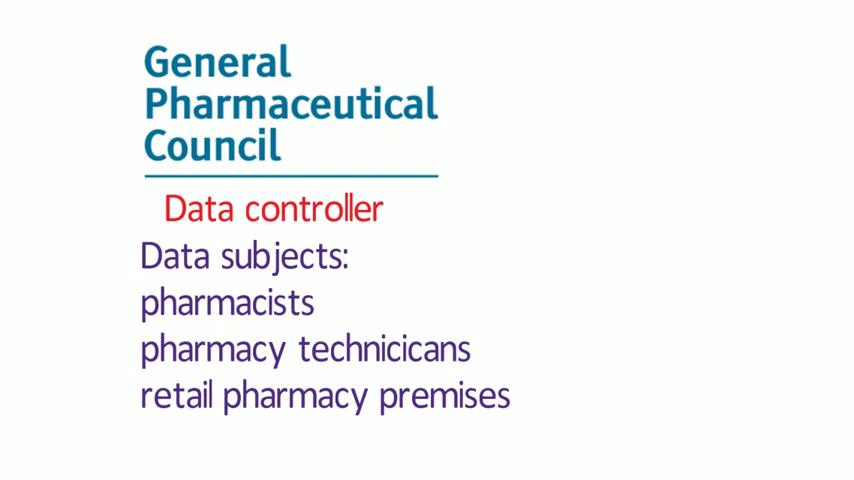 General
Pharmaceutical
Council
Data controller
Data subjects:
pharmacists
pharmacy technicicans
retail pharmacy premises